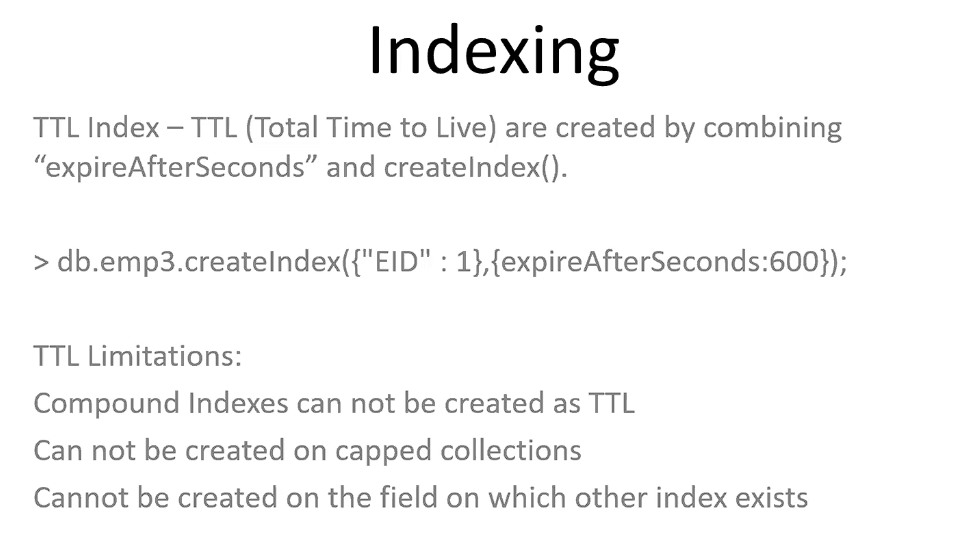 Indexing
TTL Index – TTL (Total Time to Live) are created by combining
“expireAfterSeconds” and createIndex().
> db.emp3.createIndex({"EID" : 1},{expireAfterSeconds:600});
TTL Limitations:
Compound Indexes can not be created as TTL
Can not be created on capped collections
Cannot be created on the field on which other index exists